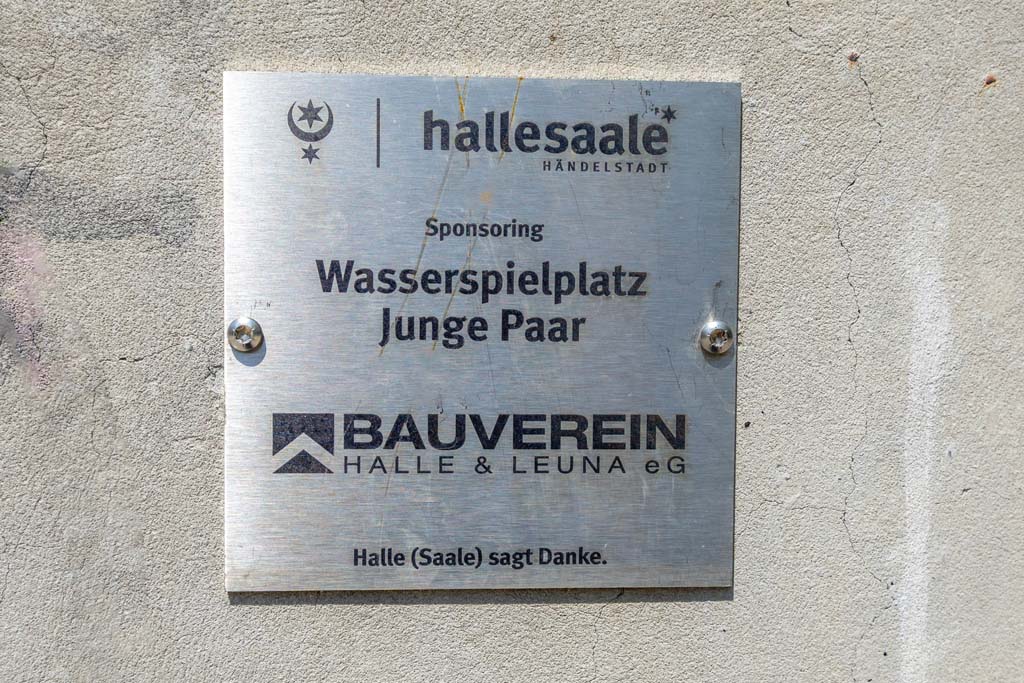 hallesaale*
HÄNDELSTADT
Sponsoring
Wasserspielplatz
Junge Paar
BAUVEREIN
HALLE & LEUNA eG
Halle (Saale) sagt Danke.